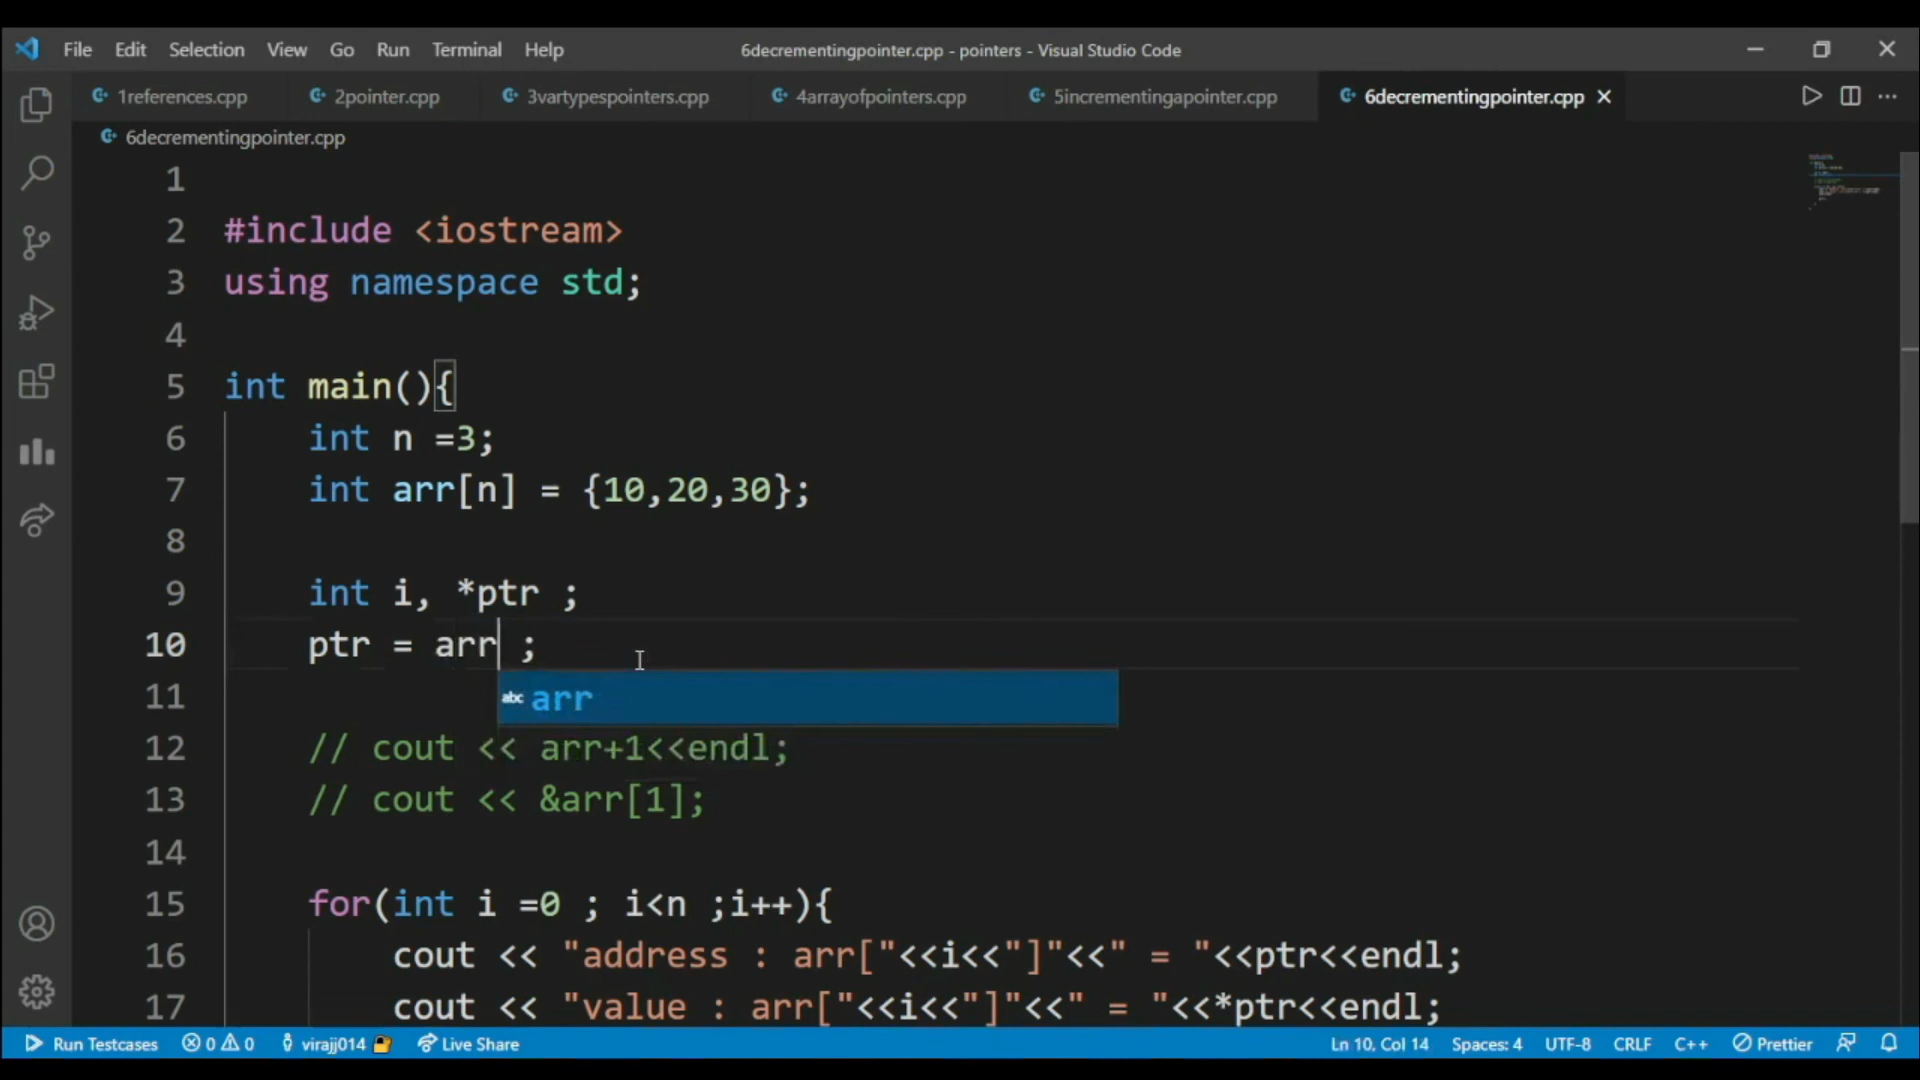 File Edit Selection View Go Run Terminal Help 6decrementingpointer.cpp - pointers - Visual Studio Code
1references.cpp 2pointer.cpp 3vartypespointers.cpp 4arrayofpointers.cpp 5incrementingapointer.cpp 6decrementingpointer.cpp
6decrementingpointer.cpp
1
2 #include <iostream>
3 using namespace std;
4
5 int main(){
6 int n =3;
7 int arr[n] = {10,20,30};
8
9 int i, *ptr ;
10 ptr = arr ;
11 abc arr
12 // cout << arr+1<<endl;
13 // cout << &arr[1];
14
15 for(int i =0 ; i<n ;i++){
16 cout << "address : arr["<<i<<"]"<<" = "<<ptr<<endl;
17 cout << "value : arr["<<i<<"]"<<" = "<<*ptr<<endl;
Run Testcases 0 0 virajj014 Live Share Ln 10, Col 14 Spaces: 4 UTF-8 CRLF C++ Prettier